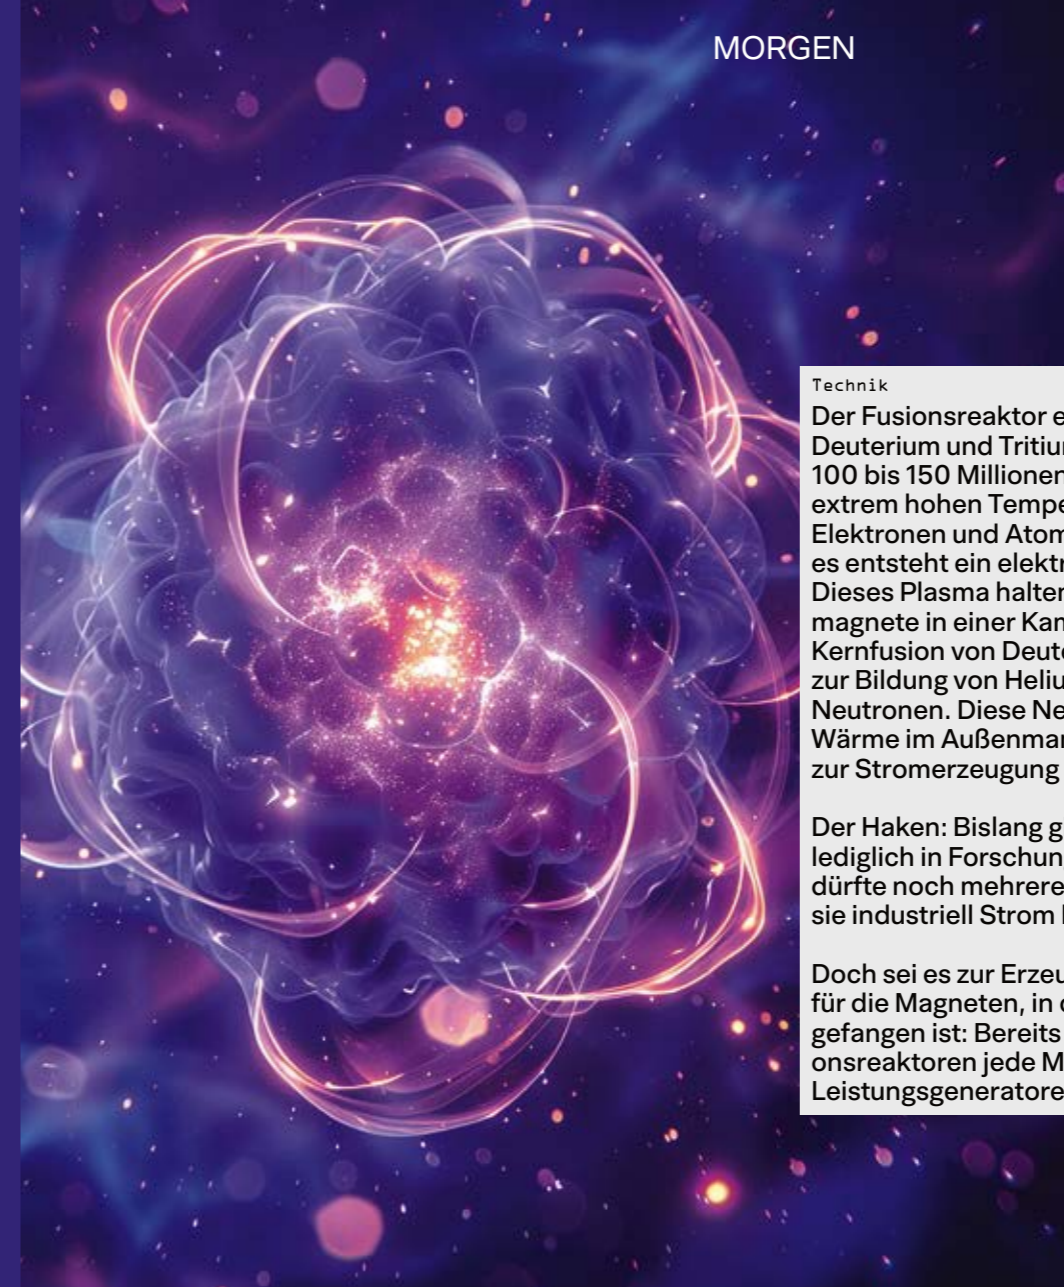 MORGEN
Technik
Der Fusionsreaktor e
Deuterium und Tritiu
100 bis 150 Millionen
extrem hohen Tempe
Elektronen und Atom
es entsteht ein elektr
Dieses Plasma halten
magnete in einer Kam
Kernfusion von Deute
zur Bildung von Heliu
Neutronen. Diese Ne
Wärme im Außenman
zur Stromerzeugung
Der Haken: Bislang g
lediglich in Forschun
dürfte noch mehrere
sie industriell Strom
Doch sei es zur Erzeu
für die Magneten, in
gefangen ist: Bereits
onsreaktoren jede M
Leistungsgeneratore